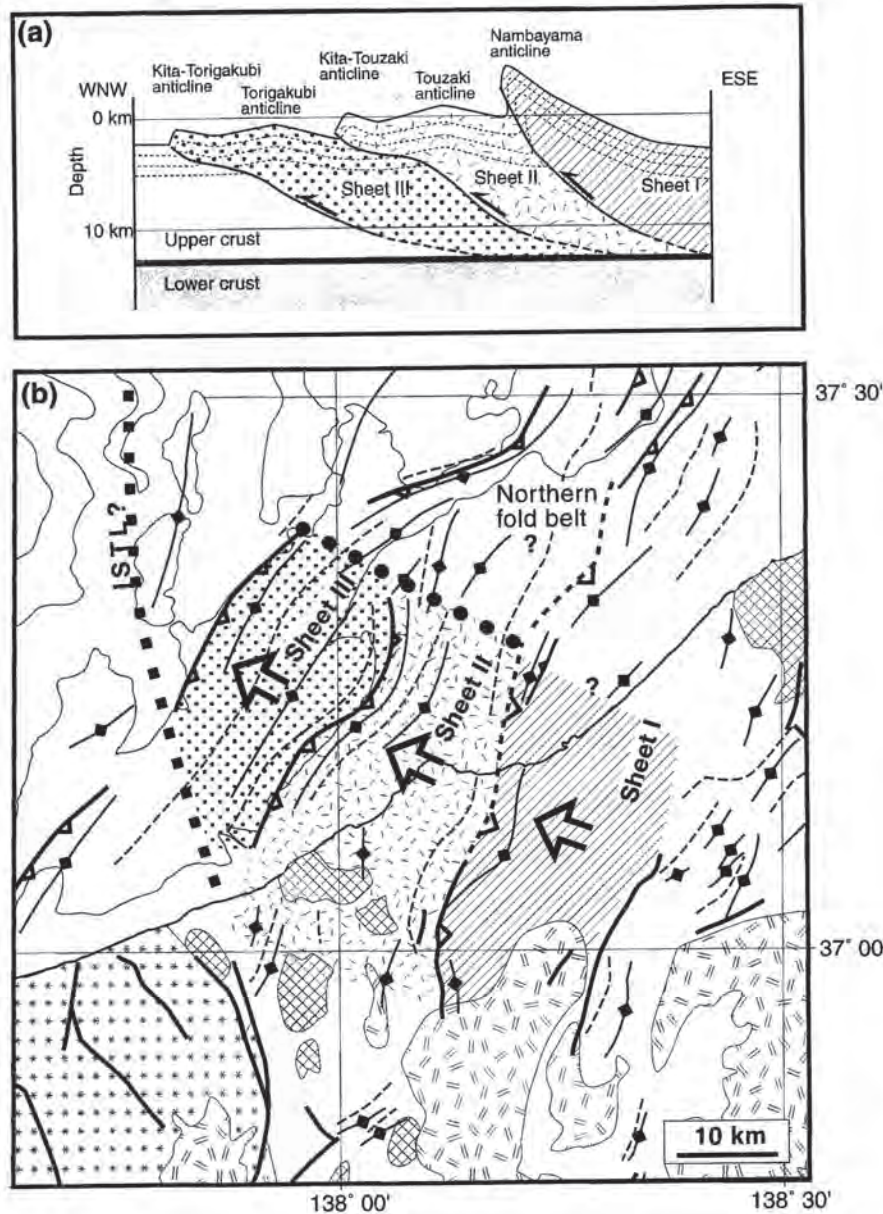 (a)
Nambayama
anticline
Kita-Touzaki
anticline
Kita-Torigakubi
anticline
Touzaki
anticline
Torigakubi
anticline
WNW
ESE
0 km
Depth
10 km
Sheet III
Sheet II
Sheet I
Upper crust
Lower crust
(b)
37° 30'
ISTL?
Northern
fold belt
?
Sheet III
Sheet II
?
Sheet I
37° 00'
10 km
138° 00'
138° 30'